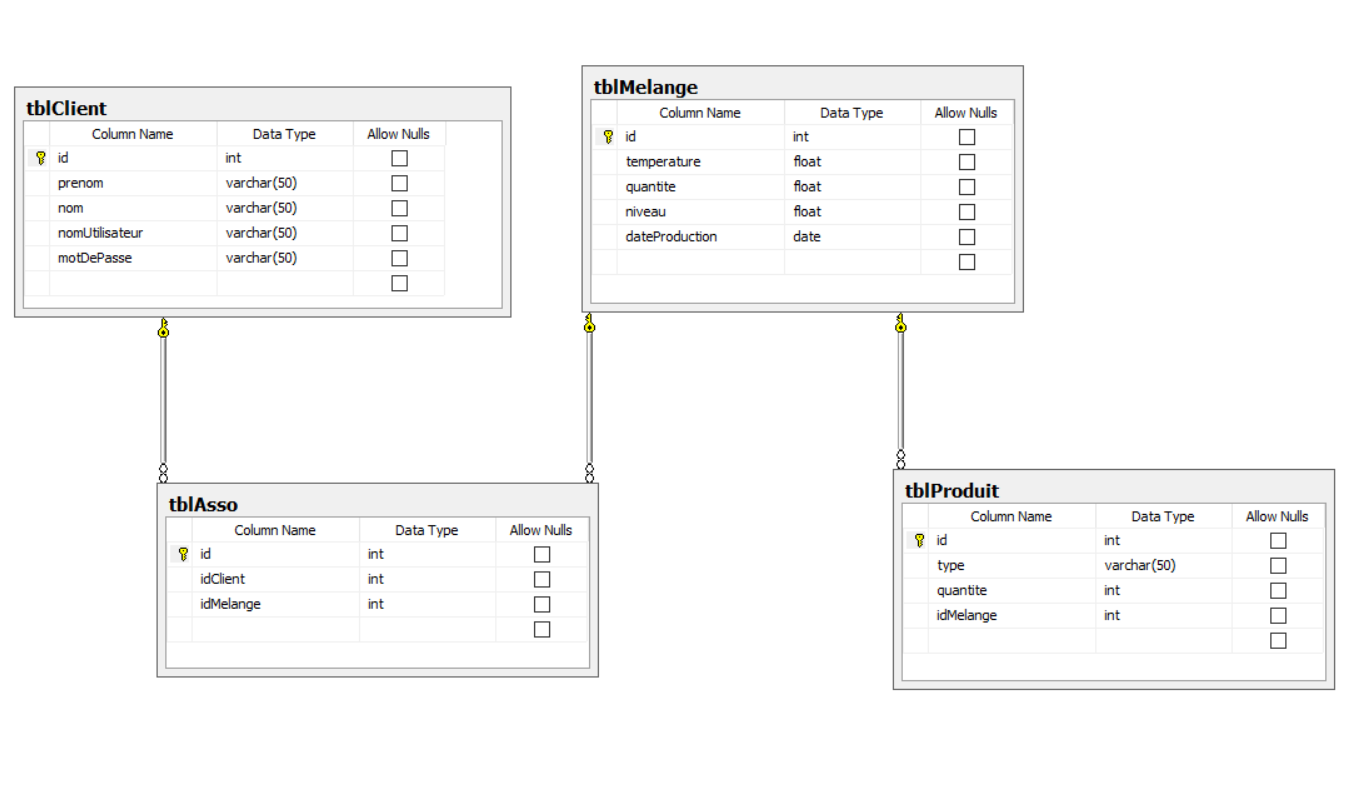 tblClient
Column Name Data Type Allow Nulls
id int
prenom varchar(50)
nom varchar(50)
nomUtilisateur varchar(50)
motDePasse varchar(50)
tblMelange
Column Name Data Type Allow Nulls
id int
temperature float
quantite float
niveau float
dateProduction date
tblAsso
Column Name Data Type Allow Nulls
id int
idClient int
idMelange int
tblProduit
Column Name Data Type Allow Nulls
id int
type varchar(50)
quantite int
idMelange int